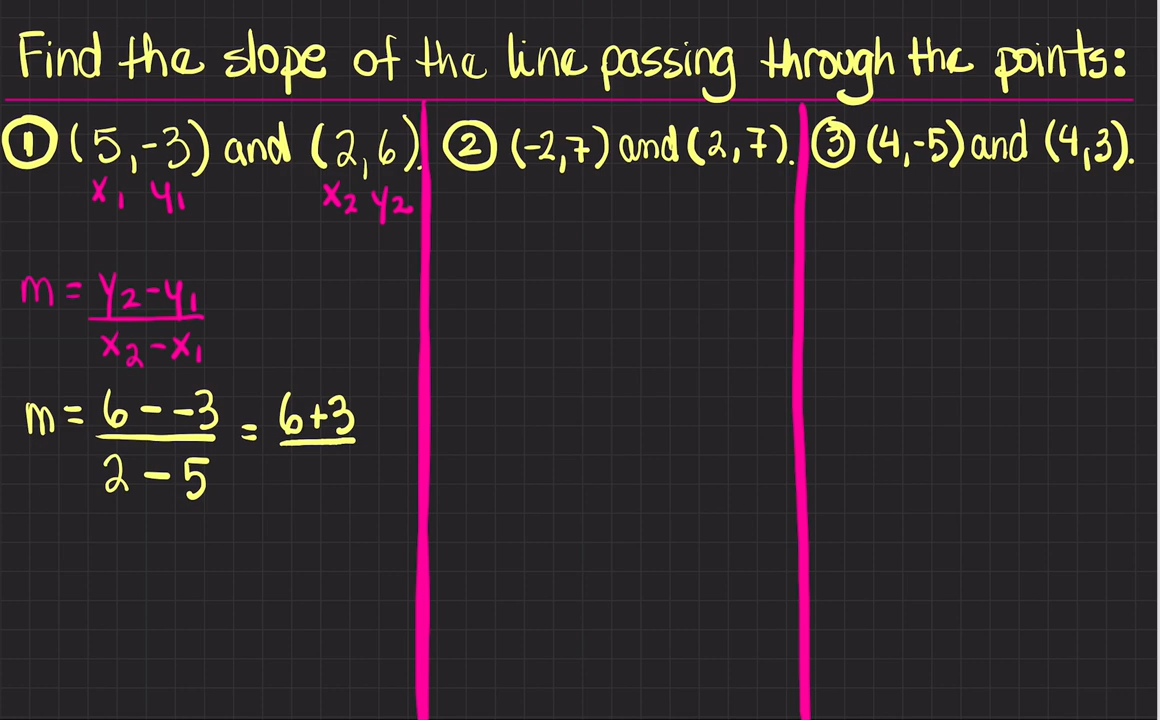 Find the slope of the line passing through the points:
① (5,-3) and (2,6).
x₁ y₁ x₂ y₂
m = y₂-y₁
x₂-x₁
m = 6--3 = 6+3
2-5
② (-2,7) and (2,7).
③ (4,-5) and (4,3).